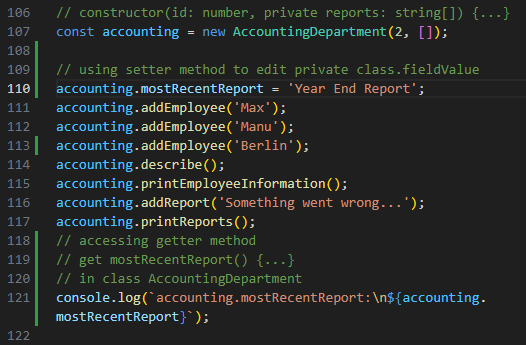 106 // constructor(id: number, private reports: string[]) {...}
107 const accounting = new AccountingDepartment(2, []);
108
109 // using setter method to edit private class.fieldValue
110 accounting.mostRecentReport = 'Year End Report';
111 accounting.addEmployee('Max');
112 accounting.addEmployee('Manu');
113 accounting.addEmployee('Berlin');
114 accounting.describe();
115 accounting.printEmployeeInformation();
116 accounting.addReport('Something went wrong...');
117 accounting.printReports();
118 // accessing getter method
119 // get mostRecentReport() {...}
120 // in class AccountingDepartment
121 console.log(`accounting.mostRecentReport:\n${accounting.
mostRecentReport}`);
122